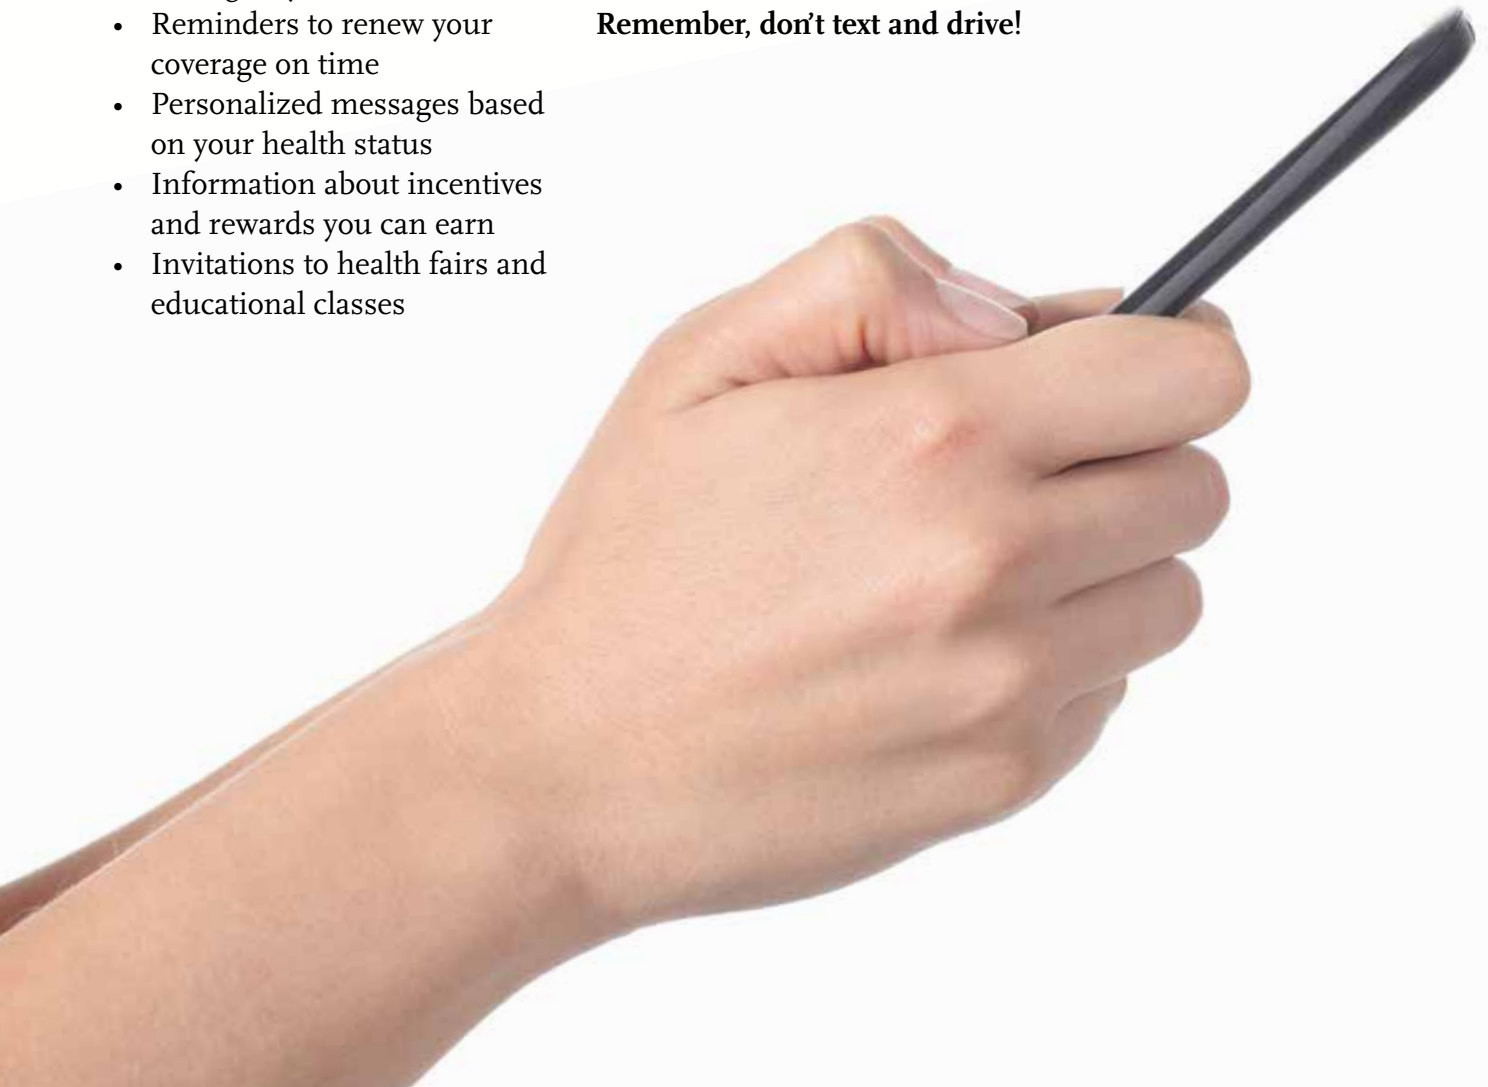 • Reminders to renew your
coverage on time
• Personalized messages based
on your health status
• Information about incentives
and rewards you can earn
• Invitations to health fairs and
educational classes
Remember, don't text and drive!